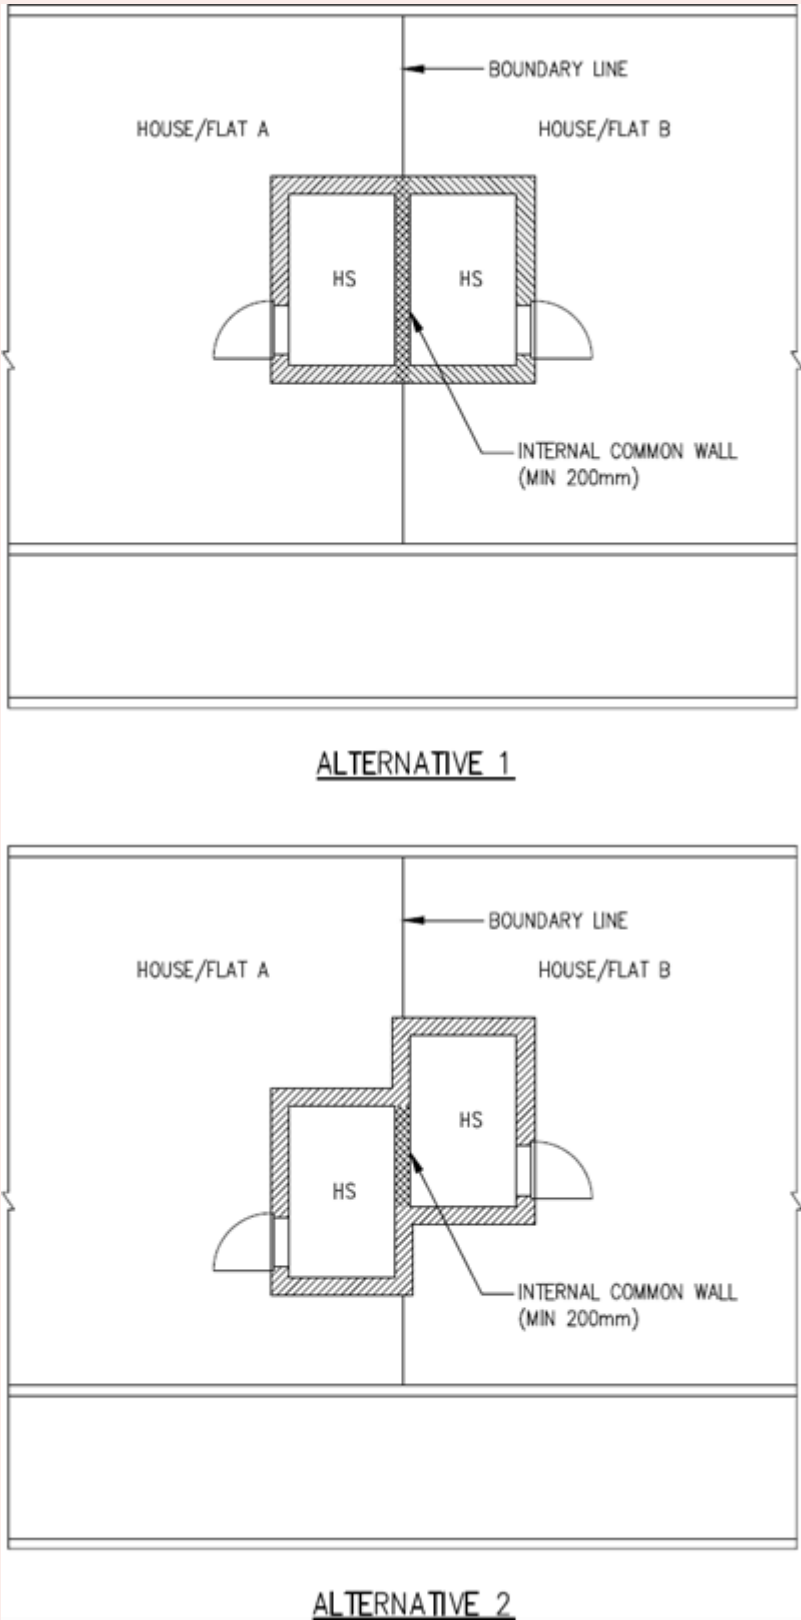 BOUNDARY LINE
HOUSE/FLAT A
HOUSE/FLAT B
HS
HS
INTERNAL COMMON WALL
(MIN 200mm)
ALTERNATIVE 1
BOUNDARY LINE
HOUSE/FLAT A
HOUSE/FLAT B
HS
HS
INTERNAL COMMON WALL
(MIN 200mm)
ALTERNATIVE 2